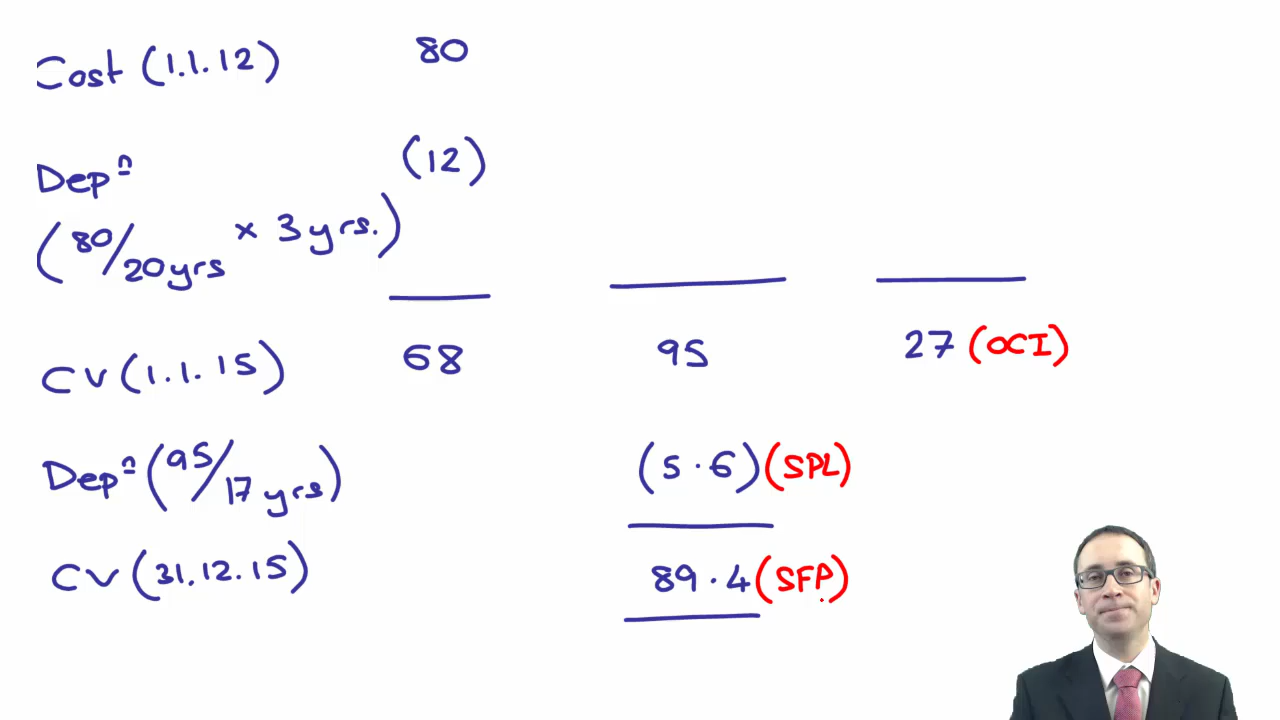 Cost (1.1.12) 80
Depⁿ (12)
(80/20yrs × 3yrs.)
CV (1.1.15) 68 95 27 (OCI)
Depⁿ (95/17yrs) (5.6) (SPL)
CV (31.12.15) 89.4 (SFP)